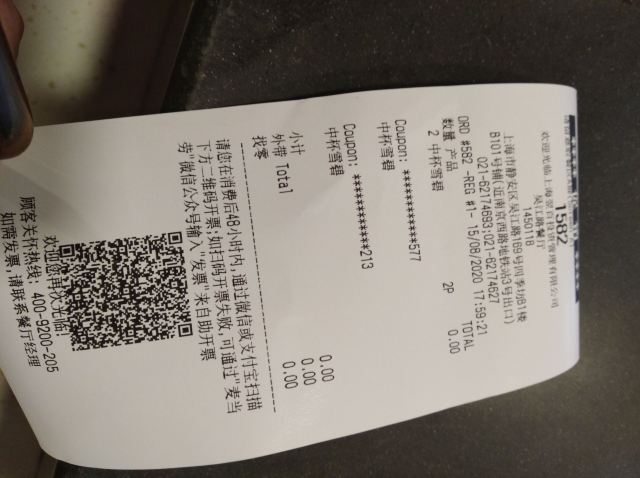 1582
欢迎光临上海翌百投资管理有限公司
吴江路餐厅
1450118
上海市静安区吴江路169号四季坊B1楼
B101号铺(近南京西路地铁站3号出口)
021-62174693;021-62174627
ORD #582 -REG #1- 15/08/2020 17:59:21
数量 产品 TOTAL
2 中杯雪碧 2P 0.00
Coupon: ************577
中杯雪碧
Coupon: ************213
中杯雪碧
小计 0.00
外带 Total 0.00
找零 0.00
请您在消费后48小时内,通过微信或支付宝扫描
下方二维码开票;如扫码开票失败,可通过"麦当
劳"微信公众号输入"发票"来自助开票
欢迎您再次光临!
顾客关怀热线: 400-9200-205
如需发票,请联系餐厅经理